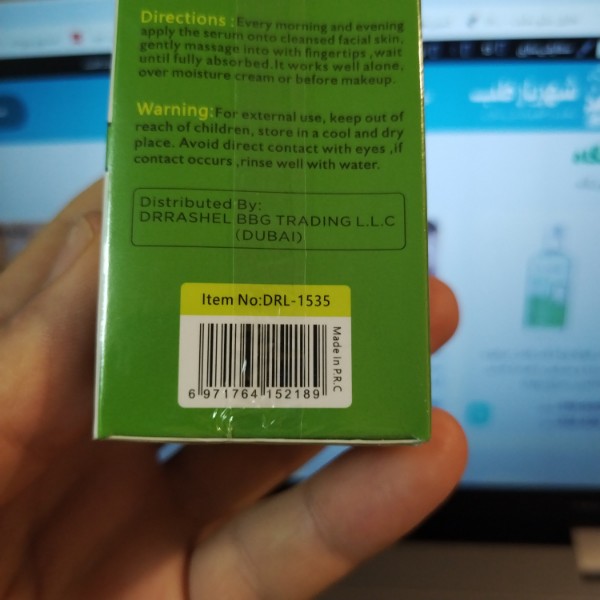 Directions :Every morning and evening
apply the serum onto cleansed facial skin,
gently massage into with fingertips ,wait
until fully absorbed.It works well alone,
over moisture cream or before makeup.
Warning:For external use, keep out of
reach of children, store in a cool and dry
place. Avoid direct contact with eyes ,if
contact occurs ,rinse well with water.
Distributed By:
DRRASHEL BBG TRADING L.L.C
(DUBAI)
Item No:DRL-1535
6 971764 152189
Made In P.R.C